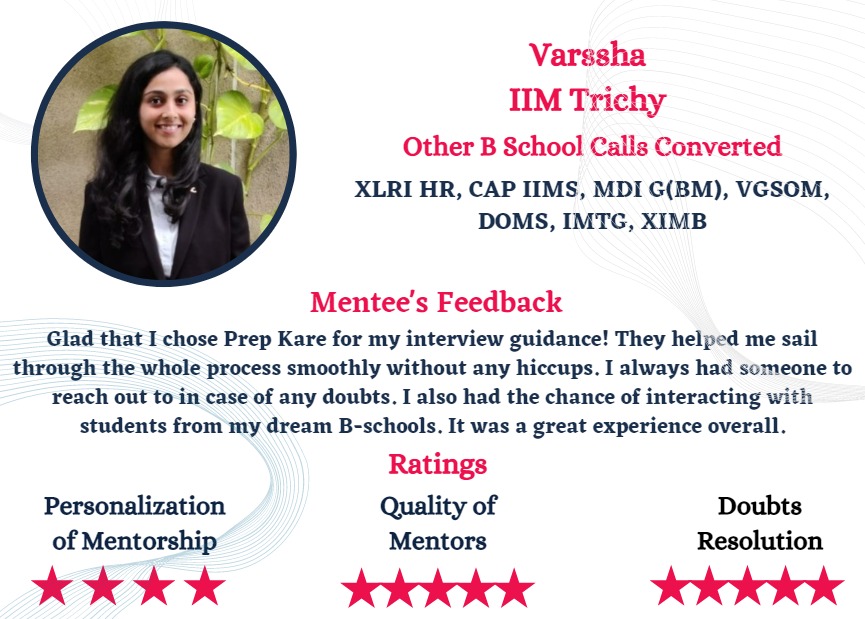 Varssha
IIM Trichy
Other B School Calls Converted
XLRI HR, CAP IIMS, MDI G(BM), VGSOM,
DOMS, IMTG, XIMB
Mentee's Feedback
Glad that I chose Prep Kare for my interview guidance! They helped me sail
through the whole process smoothly without any hiccups. I always had someone to
reach out to in case of any doubts. I also had the chance of interacting with
students from my dream B-schools. It was a great experience overall.
Ratings
Personalization
of Mentorship
Quality of
Mentors
Doubts
Resolution